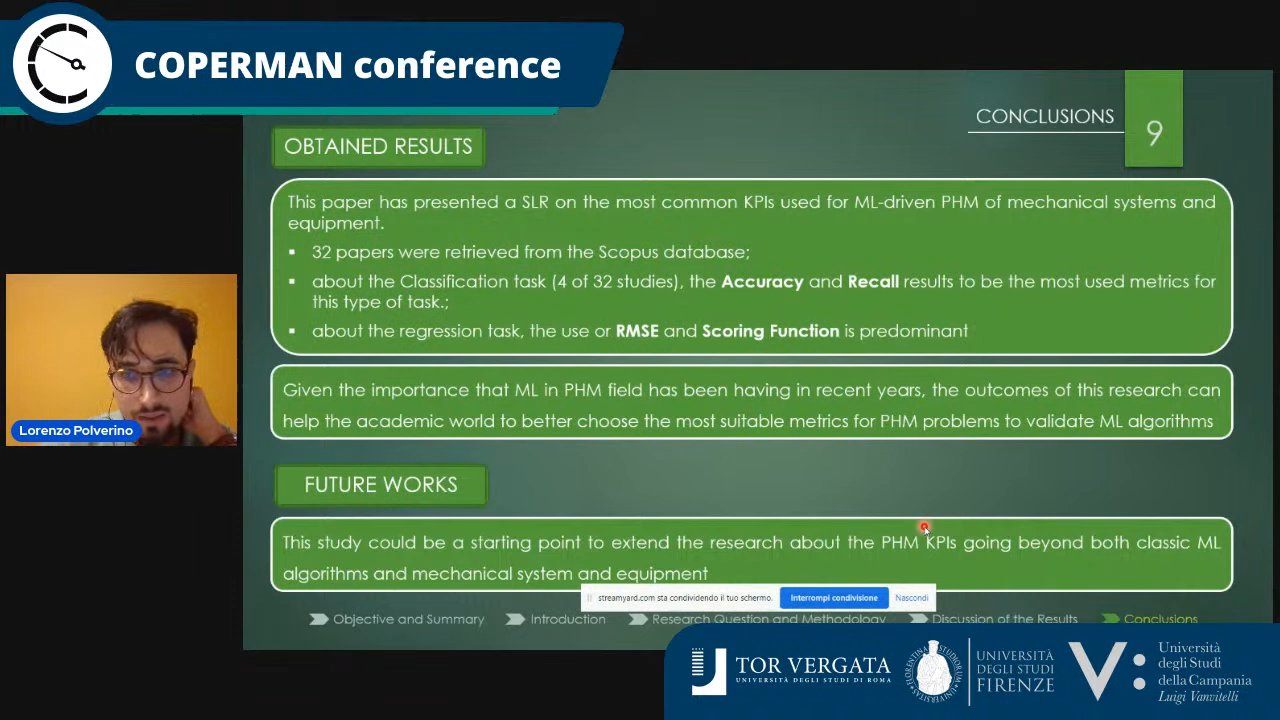 COPERMAN conference
CONCLUSIONS
9
OBTAINED RESULTS
This paper has presented a SLR on the most common KPIs used for ML-driven PHM of mechanical systems and
equipment.
▪ 32 papers were retrieved from the Scopus database;
▪ about the Classification task (4 of 32 studies), the Accuracy and Recall results to be the most used metrics for
this type of task.;
▪ about the regression task, the use or RMSE and Scoring Function is predominant
Given the importance that ML in PHM field has been having in recent years, the outcomes of this research can
help the academic world to better choose the most suitable metrics for PHM problems to validate ML algorithms
Lorenzo Polverino
FUTURE WORKS
This study could be a starting point to extend the research about the PHM KPIs going beyond both classic ML
algorithms and mechanical system and equipment
streamyard.com sta condividendo il tuo schermo. Interrompi condivisione Nascondi
Objective and Summary Introduction Research Question and Methodology Discussion of the Results Conclusions
TOR VERGATA
UNIVERSITÀ DEGLI STUDI DI ROMA
FLORENTINA STUDIORUM
UNIVERSITÀ
DEGLI STUDI
FIRENZE
V:
Università
degli Studi
della Campania
Luigi Vanvitelli